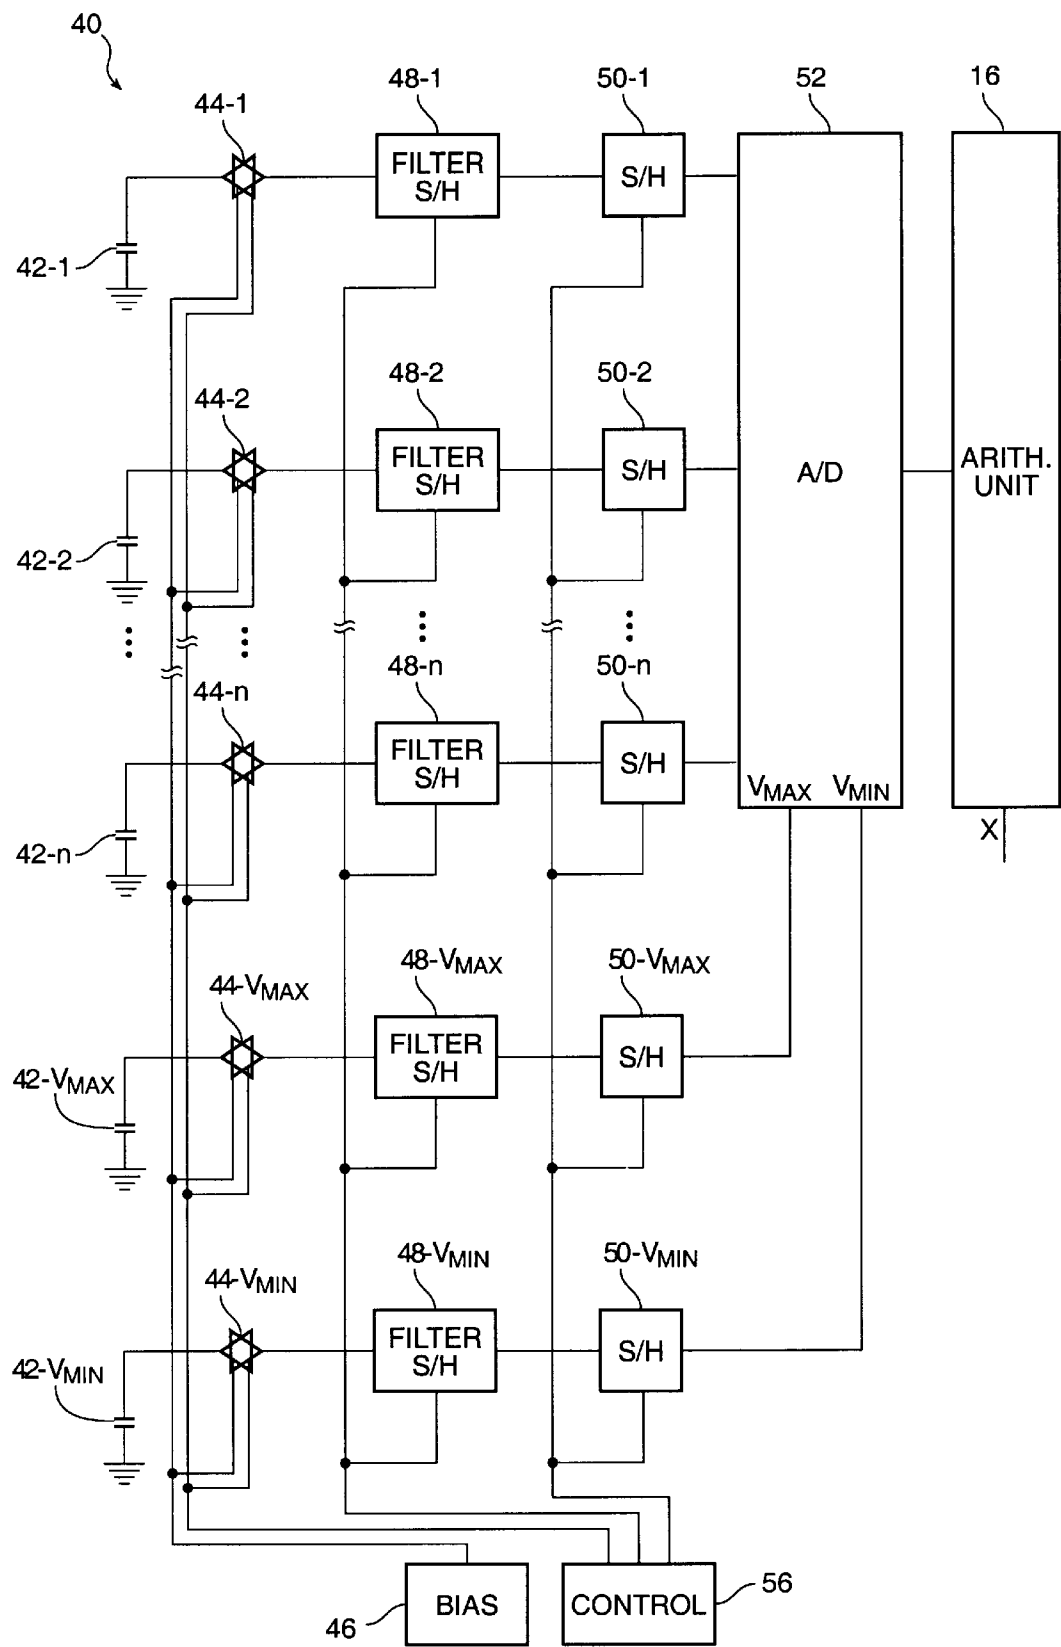 40
44-1
48-1
50-1
52
16
FILTER
S/H
S/H
42-1
44-2
48-2
50-2
FILTER
S/H
S/H
A/D
ARITH.
UNIT
42-2
44-n
48-n
50-n
FILTER
S/H
S/H
VMAX
VMIN
X
42-n
44-VMAX
48-VMAX
50-VMAX
FILTER
S/H
S/H
42-VMAX
44-VMIN
48-VMIN
50-VMIN
FILTER
S/H
S/H
42-VMIN
BIAS
CONTROL
46
56